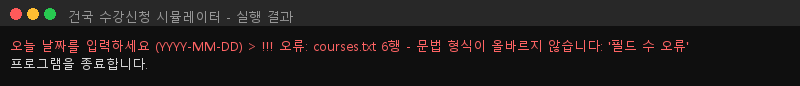 건국 수강신청 시뮬레이터 - 실행 결과
오늘 날짜를 입력하세요 (YYYY-MM-DD) > !!! 오류: courses.txt 6행 - 문법 형식이 올바르지 않습니다: '필드 수 오류'
프로그램을 종료합니다.